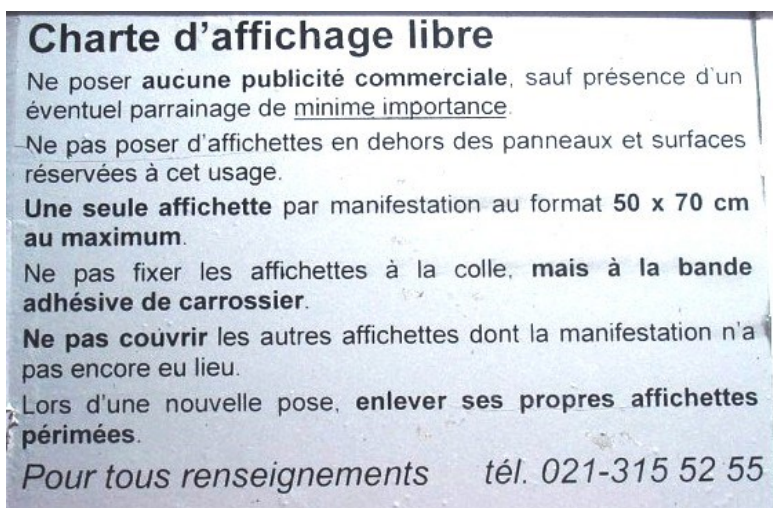 Charte d'affichage libre
Ne poser aucune publicité commerciale, sauf présence d'un
éventuel parrainage de minime importance.
Ne pas poser d'affichettes en dehors des panneaux et surfaces
réservées à cet usage.
Une seule affichette par manifestation au format 50 x 70 cm
au maximum.
Ne pas fixer les affichettes à la colle, mais à la bande
adhésive de carrossier.
Ne pas couvrir les autres affichettes dont la manifestation n'a
pas encore eu lieu.
Lors d'une nouvelle pose, enlever ses propres affichettes
périmées.
Pour tous renseignements tél. 021-315 52 55